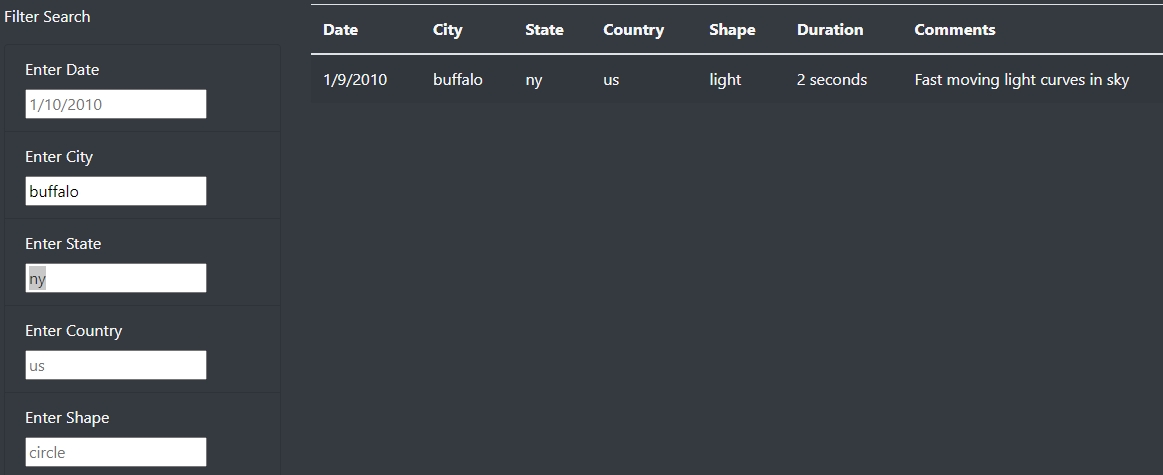 Filter Search
Enter Date
1/10/2010
Enter City
buffalo
Enter State
ny
Enter Country
us
Enter Shape
circle
Date City State Country Shape Duration Comments
1/9/2010 buffalo ny us light 2 seconds Fast moving light curves in sky